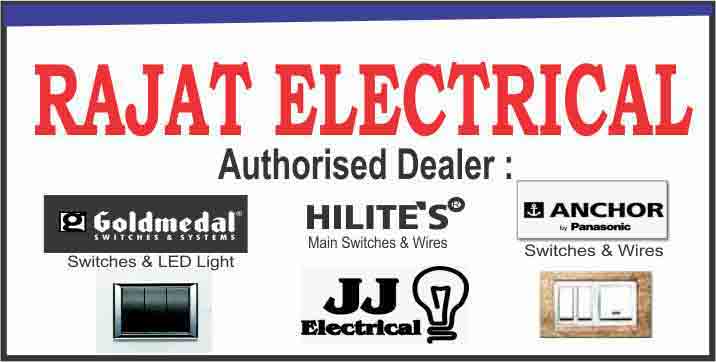 RAJAT ELECTRICAL
Authorised Dealer :
g Goldmedal®
SWITCHES & SYSTEMS
Switches & LED Light
HILITE'S
Main Switches & Wires
ANCHOR
by Panasonic
Switches & Wires
JJ
Electrical